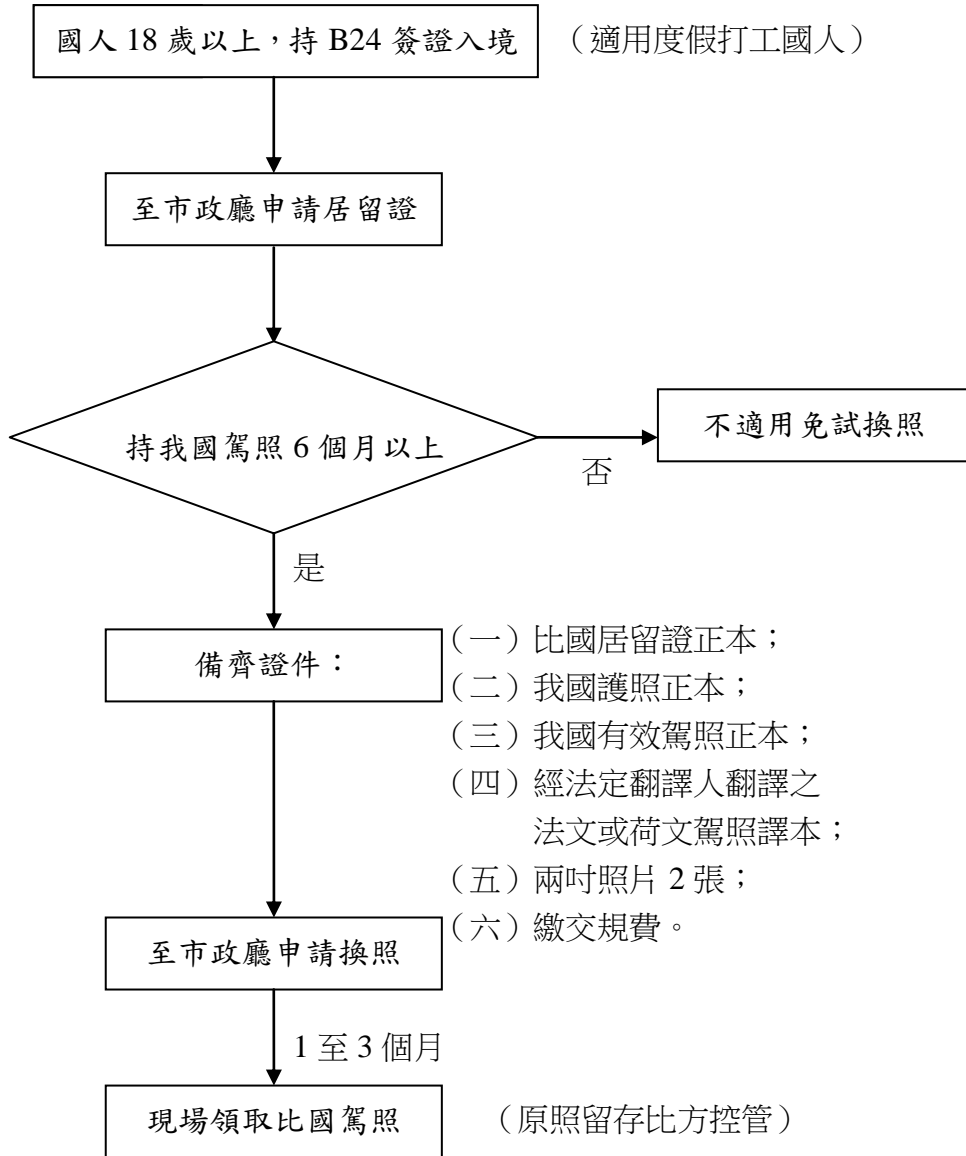 國人 18 歲以上，持 B24 簽證入境
（適用度假打工國人）
至市政廳申請居留證
持我國駕照 6 個月以上
否
不適用免試換照
是
備齊證件：
（一）比國居留證正本；
（二）我國護照正本；
（三）我國有效駕照正本；
（四）經法定翻譯人翻譯之
法文或荷文駕照譯本；
（五）兩吋照片 2 張；
（六）繳交規費。
至市政廳申請換照
1 至 3 個月
現場領取比國駕照
（原照留存比方控管）